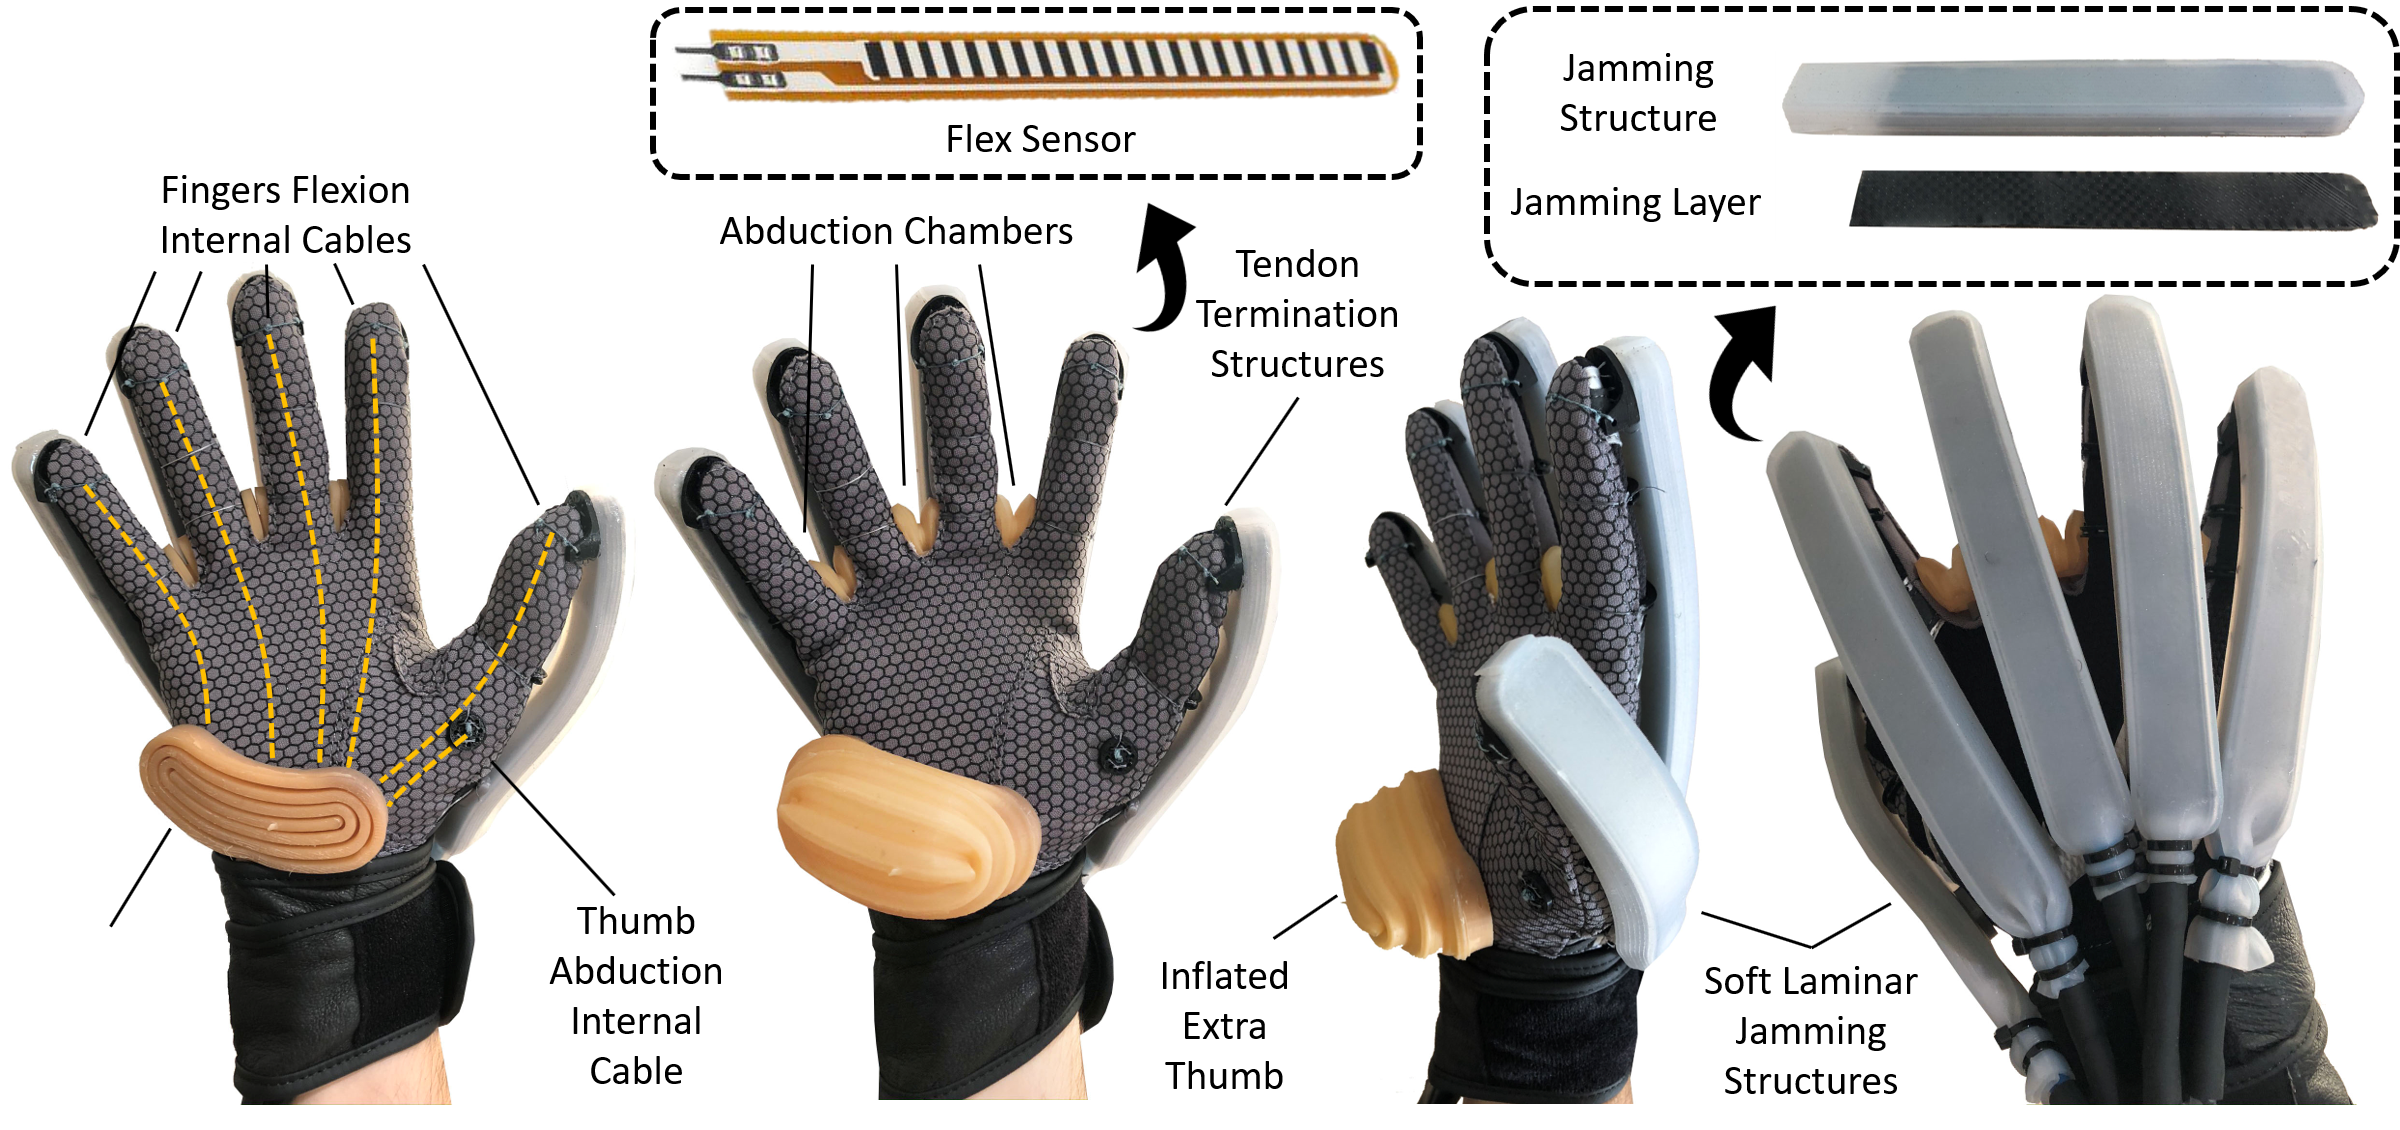 Flex Sensor
Jamming
Structure
Jamming Layer
Fingers Flexion
Internal Cables
Abduction Chambers
Tendon
Termination
Structures
Thumb
Abduction
Internal
Cable
Inflated
Extra
Thumb
Soft Laminar
Jamming
Structures